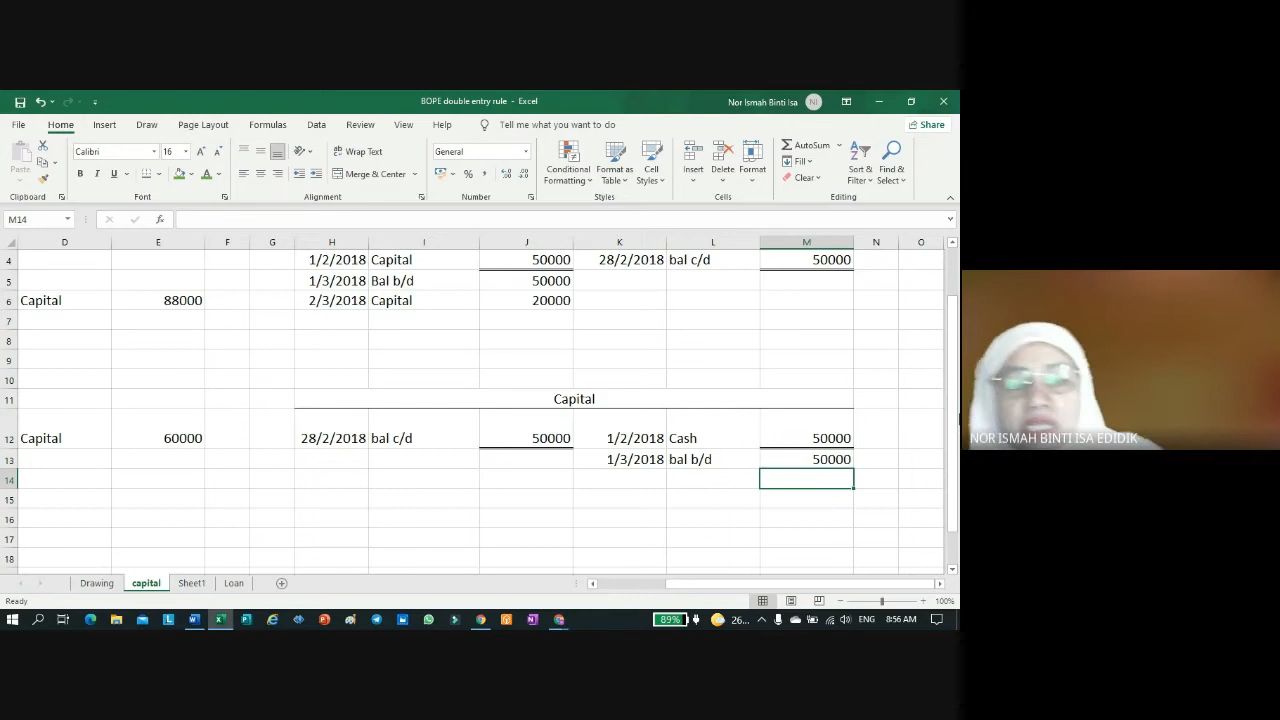 BOPE double entry rule - Excel
Nor Ismah Binti Isa NI
File Home Insert Draw Page Layout Formulas Data Review View Help Tell me what you want to do Share
Paste
Clipboard
Calibri 16
B I U
Font
Wrap Text
Merge & Center
Alignment
General
Number
Conditional Formatting
Format as Table
Cell Styles
Styles
Insert Delete Format
Cells
AutoSum
Fill
Clear
Sort & Filter
Find & Select
Editing
M14 fx
D E F G H I J K L M N O
4 1/2/2018 Capital 50000 28/2/2018 bal c/d 50000
5 1/3/2018 Bal b/d 50000
6 Capital 88000 2/3/2018 Capital 20000
7
8
9
10
11 Capital
12 Capital 60000 28/2/2018 bal c/d 50000 1/2/2018 Cash 50000
13 1/3/2018 bal b/d 50000
14
15
16
17
18
Drawing capital Sheet1 Loan
Ready 100%
89% 26... ENG 8:56 AM
NOR ISMAH BINTI ISA EDIDIK